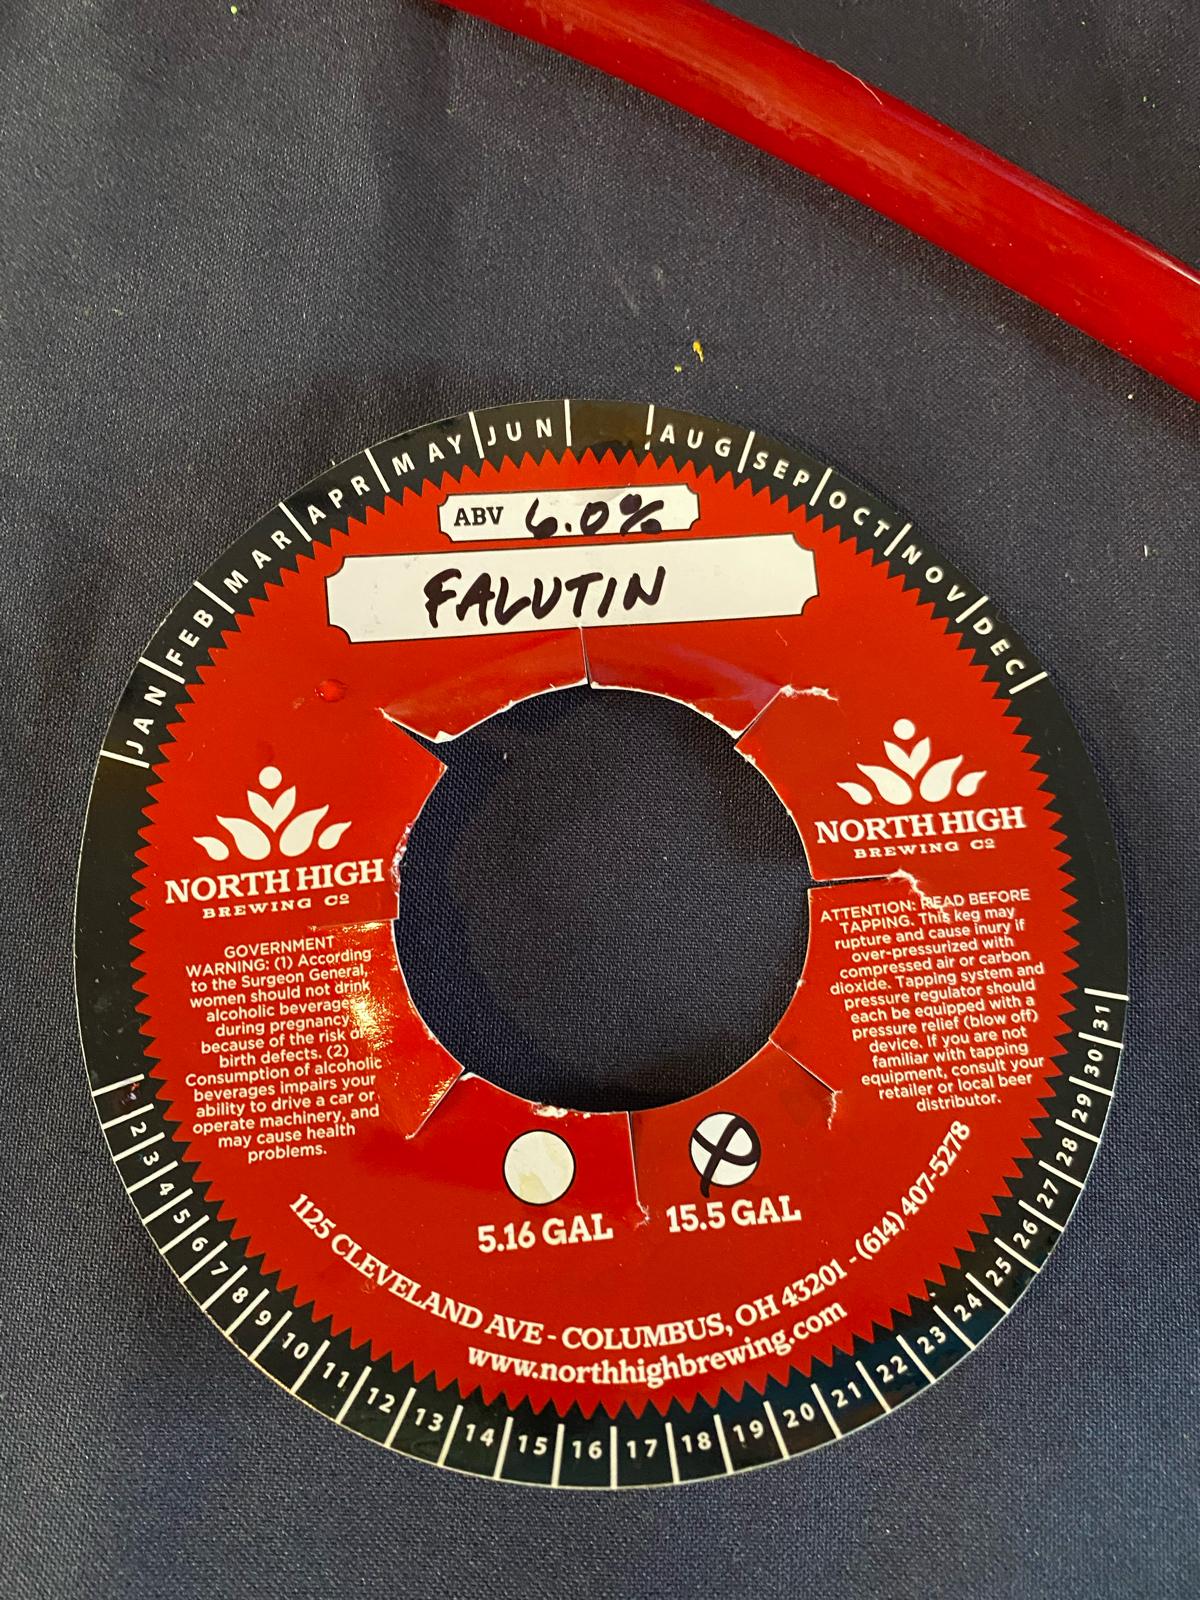 JAN FEB MAR APR MAY JUN AUG SEP OCT NOV DEC
ABV 6.0%
FALUTIN
NORTH HIGH
BREWING Cº
GOVERNMENT
WARNING: (1) According
to the Surgeon General,
women should not drink
alcoholic beverages
during pregnancy
because of the risk of
birth defects. (2)
Consumption of alcoholic
beverages impairs your
ability to drive a car or
operate machinery, and
may cause health
problems.
NORTH HIGH
BREWING Cº
ATTENTION: READ BEFORE
TAPPING. This keg may
rupture and cause inury if
over-pressurized with
compressed air or carbon
dioxide. Tapping system and
pressure regulator should
each be equipped with a
pressure relief (blow off)
device. If you are not
familiar with tapping
equipment, consult your
retailer or local beer
distributor.
5.16 GAL
15.5 GAL
1125 CLEVELAND AVE - COLUMBUS, OH 43201 - (614) 407-5278
www.northhighbrewing.com
1 2 3 4 5 6 7 8 9 10 11 12 13 14 15 16 17 18 19 20 21 22 23 24 25 26 27 28 29 30 31